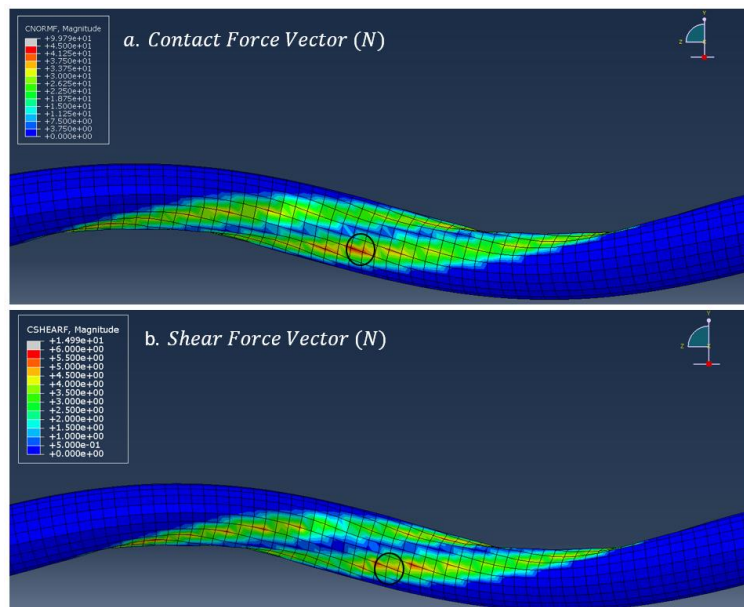 CNORMF, Magnitude
+9.979e+01
+4.500e+01
+4.125e+01
+3.750e+01
+3.375e+01
+3.000e+01
+2.625e+01
+2.250e+01
+1.875e+01
+1.500e+01
+1.125e+01
+7.500e+00
+3.750e+00
+0.000e+00
a. Contact Force Vector (N)
Y
Z
CSHEARF, Magnitude
+1.499e+01
+6.000e+00
+5.500e+00
+5.000e+00
+4.500e+00
+4.000e+00
+3.500e+00
+3.000e+00
+2.500e+00
+2.000e+00
+1.500e+00
+1.000e+00
+5.000e-01
+0.000e+00
b. Shear Force Vector (N)
Y
Z